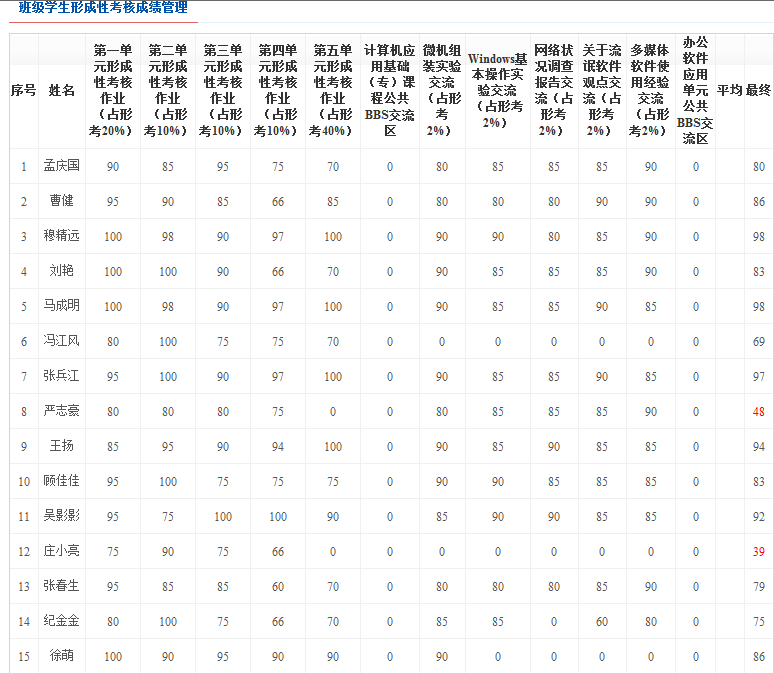 班级学生形成性考核成绩管理
序号 姓名 第一单元形成性考核作业（占形考20%） 第二单元形成性考核作业（占形考10%） 第三单元形成性考核作业（占形考10%） 第四单元形成性考核作业（占形考10%） 第五单元形成性考核作业（占形考40%） 计算机应用基础（专）课程公共BBS交流区 微机组装实验交流（占形考2%） Windows基本操作实验交流（占形考2%） 网络状况调查报告交流（占形考2%） 关于流氓软件观点交流（占形考2%） 多媒体软件使用经验交流（占形考2%） 办公软件应用单元公共BBS交流区 平均 最终
1 孟庆国 90 85 95 75 70 0 80 85 85 85 90 0 80
2 曹健 95 90 85 66 85 0 80 80 80 90 90 0 86
3 穆精远 100 98 90 97 100 0 90 90 80 85 90 0 98
4 刘艳 100 100 90 66 70 0 90 85 85 85 90 0 83
5 马成明 100 98 90 97 100 0 90 85 85 90 85 0 98
6 冯江风 80 100 75 75 70 0 0 0 0 0 0 0 69
7 张兵江 95 100 90 97 100 0 90 85 85 90 85 0 97
8 严志豪 80 80 80 75 0 0 80 85 85 85 90 0 48
9 王扬 85 95 90 94 100 0 90 85 90 85 85 0 94
10 顾佳佳 95 100 75 75 75 0 90 90 85 85 85 0 83
11 吴影影 95 75 100 100 90 0 85 90 90 85 85 0 92
12 庄小亮 75 90 75 66 0 0 0 0 0 0 0 0 39
13 张春生 95 85 85 60 70 0 80 80 80 85 90 0 79
14 纪金金 80 100 75 66 70 0 85 85 0 60 80 0 75
15 徐萌 100 90 95 90 90 0 90 0 0 0 0 0 86